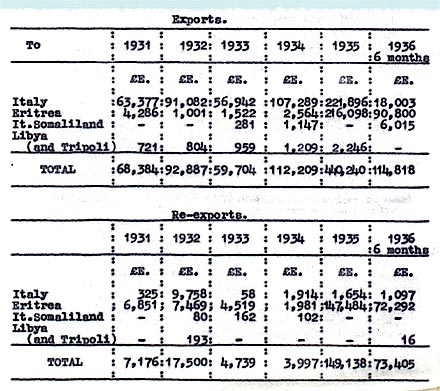 Exports.
To : 1931 : 1932: 1933 : 1934 : 1935 : 1936
6 months
£E. £E. £E. £E. £E. £E.
Italy :63,377:91,082:56,942 :107,289:221,896:18,003
Eritrea : 4,286: 1,001: 1,522 : 2,564:216,098:90,800
It.Somaliland : - : - : 281 : 1,147: - : 6,015
Libya
(and Tripoli) : 721: 804: 959 : 1,209: 2,246: -
TOTAL :68,384:92,887:59,704 :112,209:440,240:114,818
Re-exports.
: 1931 : 1932 : 1933 : 1934 : 1935 : 1936
6 months
£E. £E. £E. £E. £E. £E.
Italy : 325: 9,758: 58 : 1,914: 1,654: 1,097
Eritrea : 6,851: 7,469: 4,519 : 1,981:147,484:72,292
It.Somaliland : - : 80: 162 : 102: - : -
Libya
(and Tripoli) : - : 193: - : - : - : 16
TOTAL : 7,176:17,500: 4,739 : 3,997:149,138:73,405